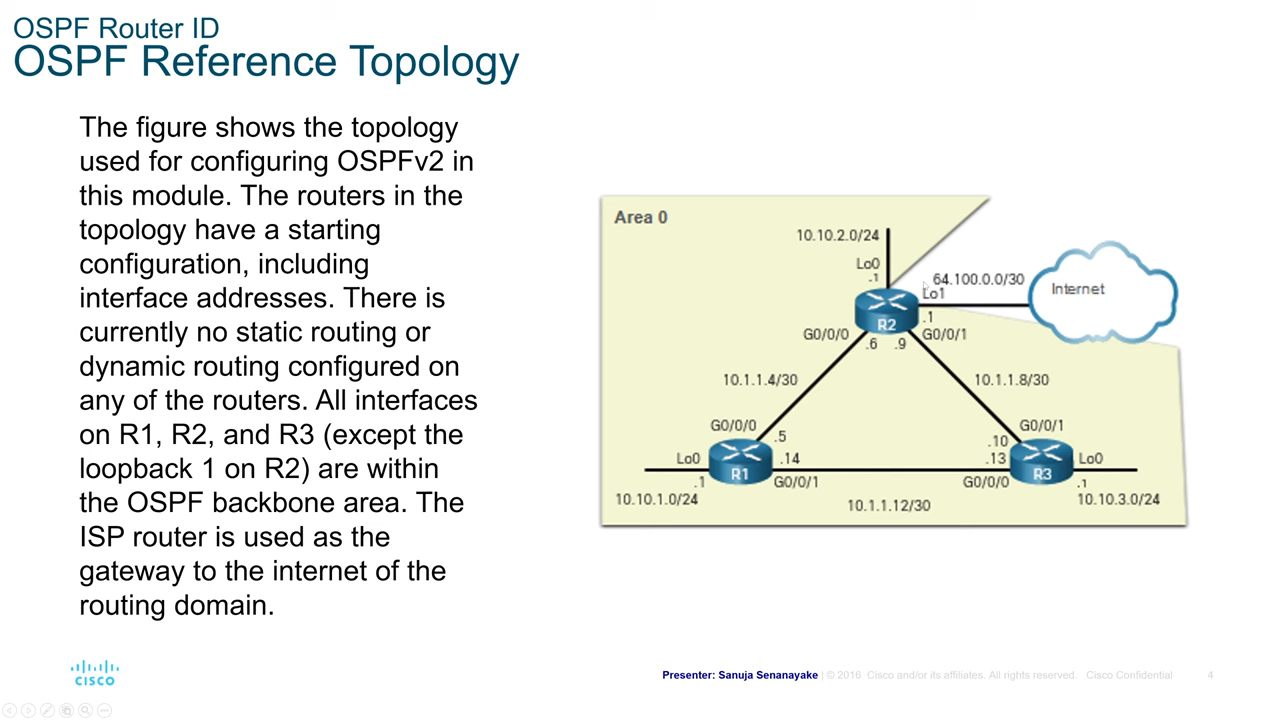 OSPF Router ID
OSPF Reference Topology
The figure shows the topology
used for configuring OSPFv2 in
this module. The routers in the
topology have a starting
configuration, including
interface addresses. There is
currently no static routing or
dynamic routing configured on
any of the routers. All interfaces
on R1, R2, and R3 (except the
loopback 1 on R2) are within
the OSPF backbone area. The
ISP router is used as the
gateway to the internet of the
routing domain.
Area 0
10.10.2.0/24
Lo0
.1
64.100.0.0/30
Lo1
Internet
.1
R2
G0/0/0
G0/0/1
.6
.9
10.1.1.4/30
10.1.1.8/30
G0/0/0
G0/0/1
.5
.10
Lo0
.14
.13
Lo0
R1
R3
.1
G0/0/1
G0/0/0
.1
10.10.1.0/24
10.1.1.12/30
10.10.3.0/24
CISCO
Presenter: Sanuja Senanayake | © 2016 Cisco and/or its affiliates. All rights reserved. Cisco Confidential
4